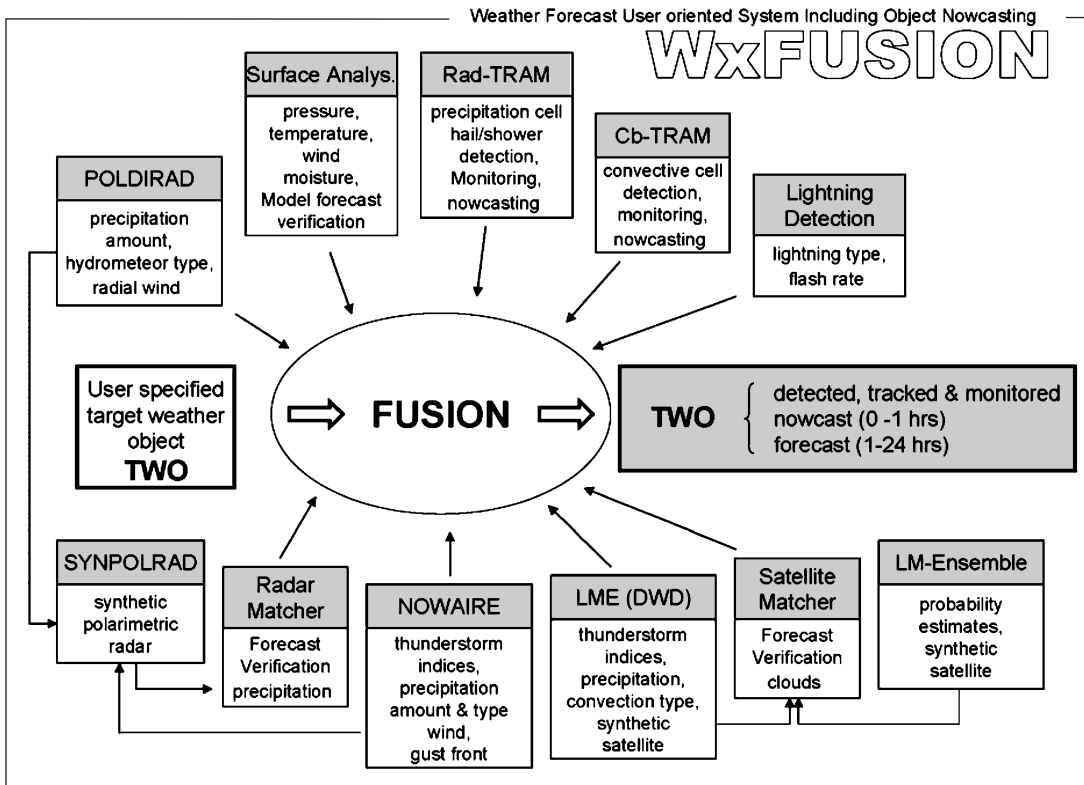 Weather Forecast User oriented System Including Object Nowcasting
WxFUSION
Surface Analys.
pressure,
temperature,
wind
moisture,
Model forecast
verification
Rad-TRAM
precipitation cell
hail/shower
detection,
Monitoring,
nowcasting
Cb-TRAM
convective cell
detection,
monitoring,
nowcasting
POLDIRAD
precipitation
amount,
hydrometeor type,
radial wind
Lightning
Detection
lightning type,
flash rate
User specified
target weather
object
TWO
FUSION
TWO
detected, tracked & monitored
nowcast (0 -1 hrs)
forecast (1-24 hrs)
SYNPOLRAD
synthetic
polarimetric
radar
Radar
Matcher
Forecast
Verification
precipitation
NOWAIRE
thunderstorm
indices,
precipitation
amount & type
wind,
gust front
LME (DWD)
thunderstorm
indices,
precipitation,
convection type,
synthetic
satellite
Satellite
Matcher
Forecast
Verification
clouds
LM-Ensemble
probability
estimates,
synthetic
satellite